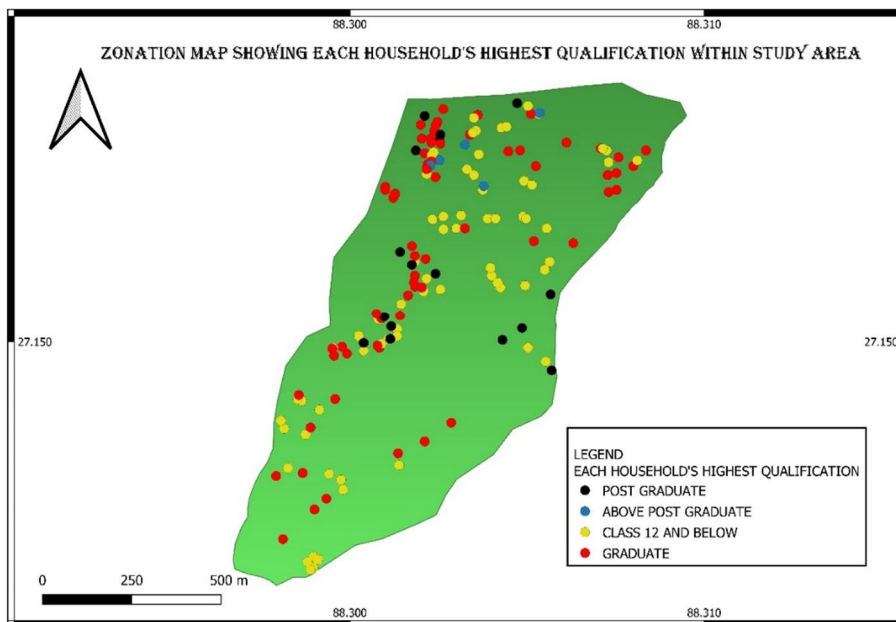 88.300 88.310
ZONATION MAP SHOWING EACH HOUSEHOLD'S HIGHEST QUALIFICATION WITHIN STUDY AREA
27.150 27.150
LEGEND
EACH HOUSEHOLD'S HIGHEST QUALIFICATION
POST GRADUATE
ABOVE POST GRADUATE
CLASS 12 AND BELOW
GRADUATE
0 250 500 m
88.300 88.310